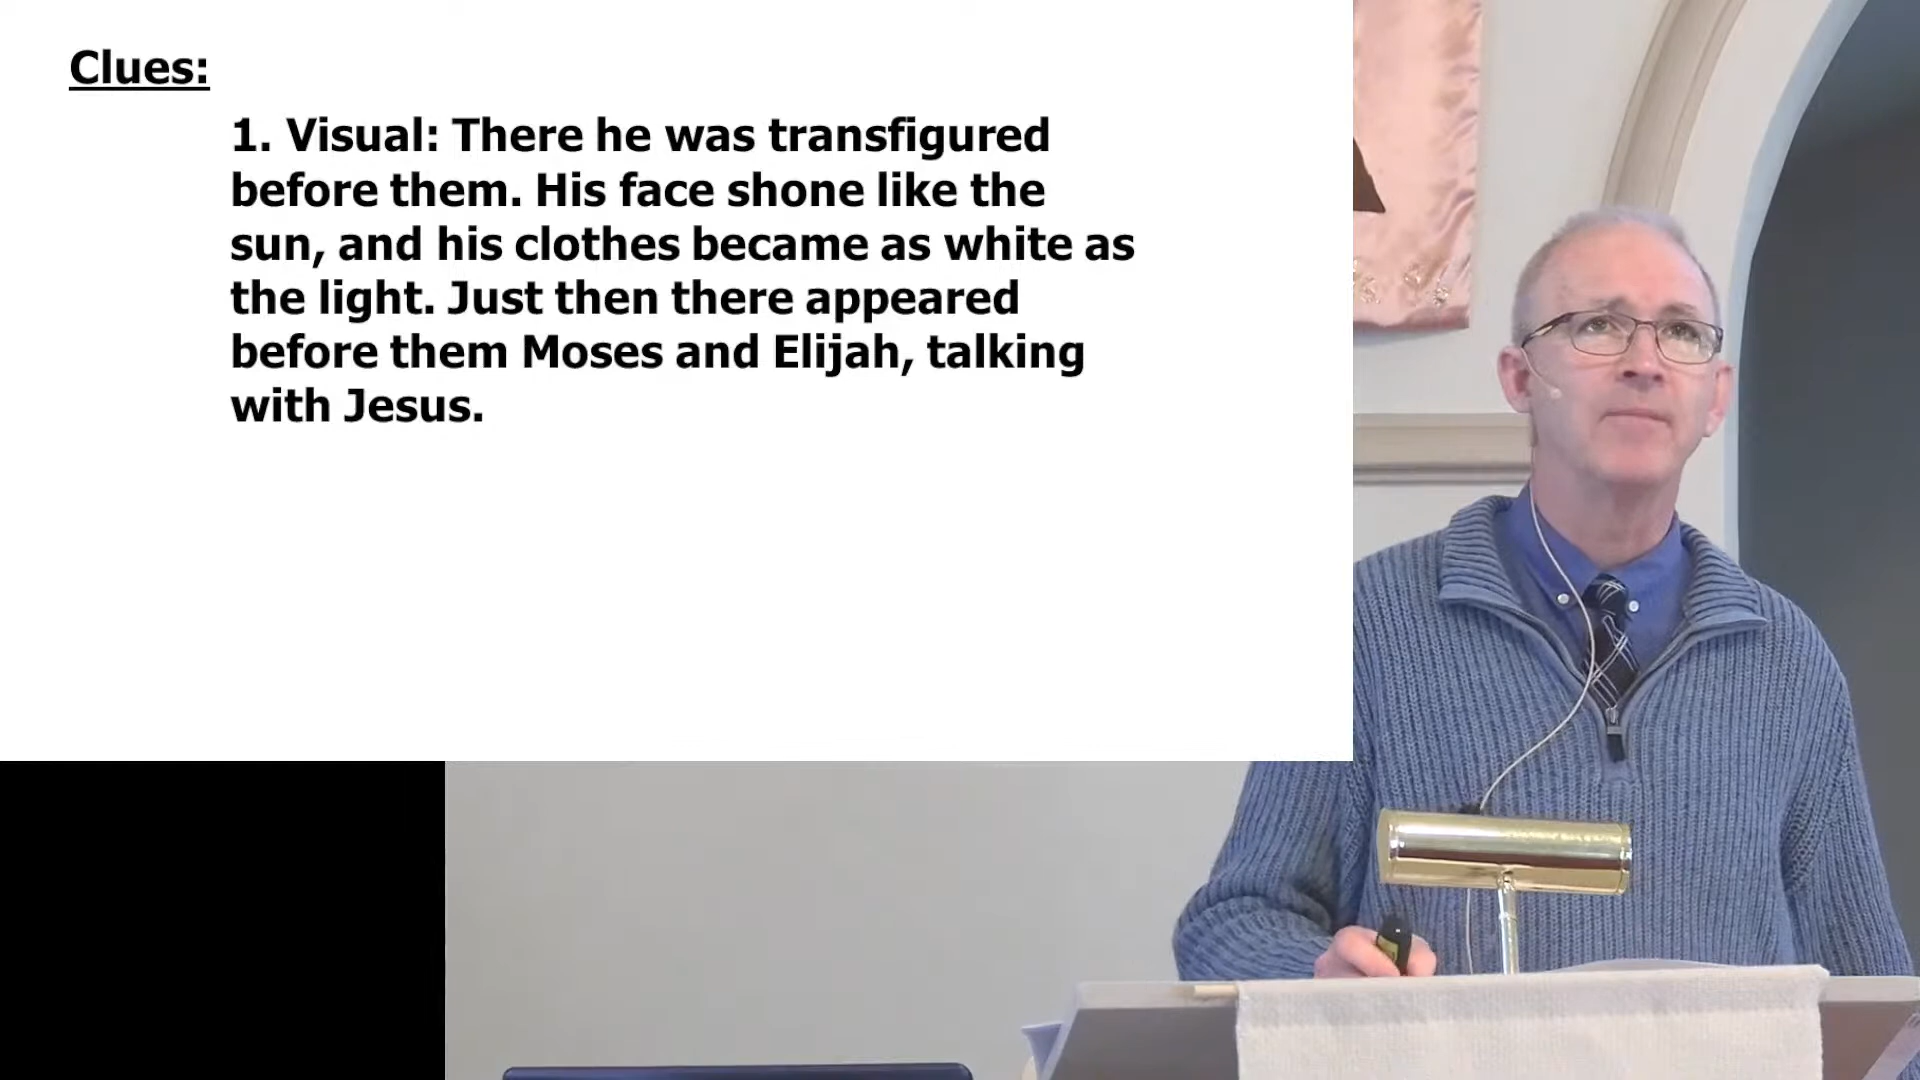 Clues:
1. Visual: There he was transfigured
before them. His face shone like the
sun, and his clothes became as white as
the light. Just then there appeared
before them Moses and Elijah, talking
with Jesus.